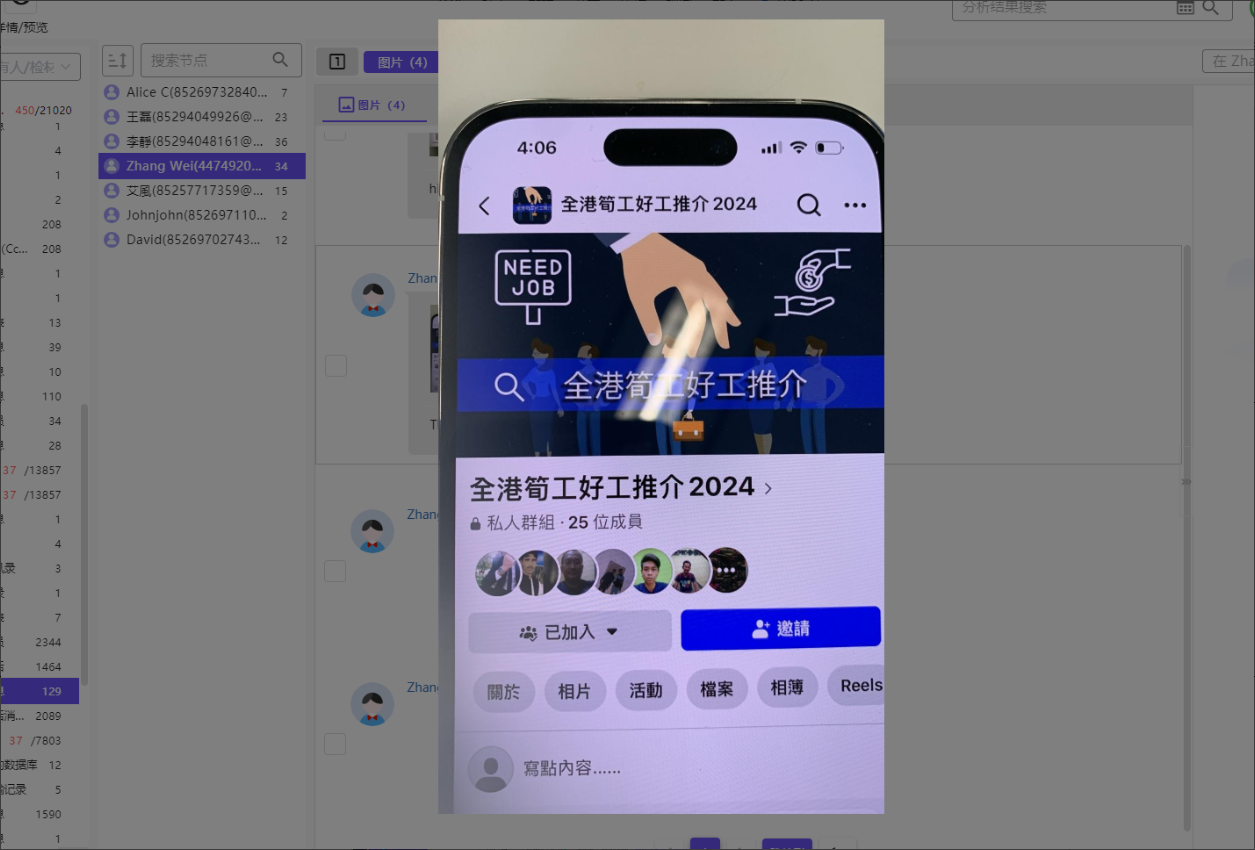 分析结果搜索
详情/预览
搜索节点
1
图片 (4)
在 Zha
450/21020
1
4
1
2
208
(Cc... 208
1
1
13
39
10
110
34
28
37 /13857
37 /13857
1
4
3
1
7
2344
1464
129
2089
37 /7803
数据库 12
记录 5
1590
1
Alice C(85269732840... 7
王磊(85294049926@... 23
李靜(85294048161@... 36
Zhang Wei(4474920... 34
艾風(85257717359@... 15
Johnjohn(852697110... 2
David(85269702743... 12
图片 (4)
Zhan
Zhan
Zhan
4:06
全港筍工好工推介 2024
NEED
JOB
全港筍工好工推介
全港筍工好工推介 2024
私人群組 · 25 位成員
已加入
邀請
關於
相片
活動
檔案
相簿
Reels
寫點內容......